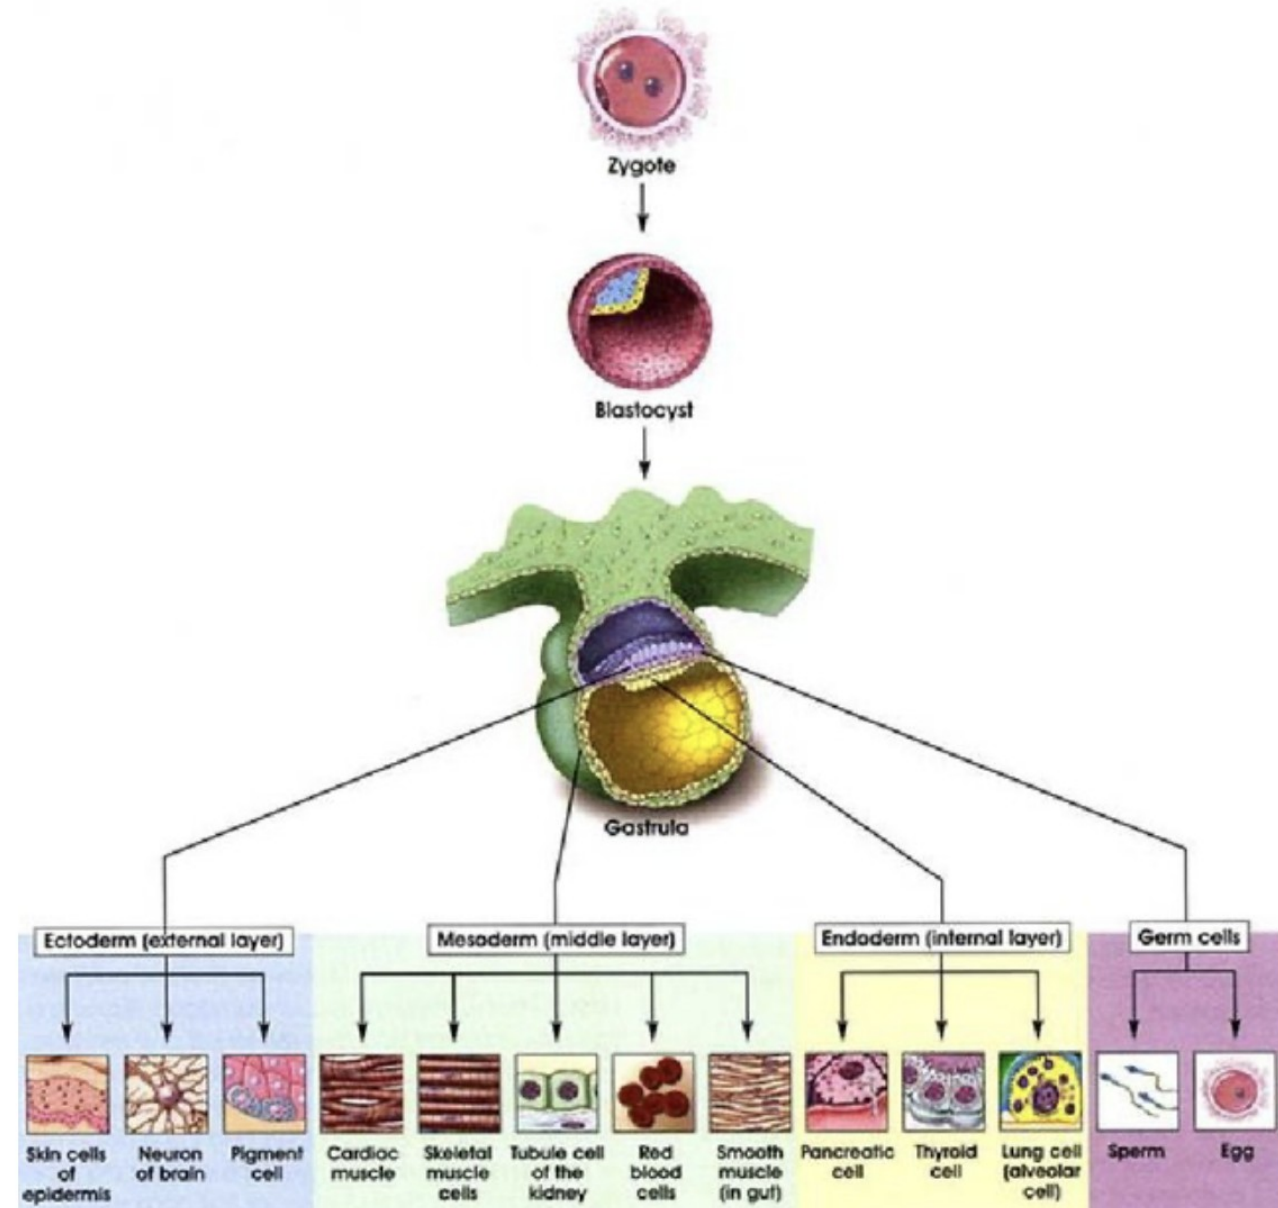 Zygote
Blastocyst
Gastrula
Ectoderm (external layer)
Mesoderm (middle layer)
Endoderm (internal layer)
Germ cells
Skin cells
of
epidermis
Neuron
of brain
Pigment
cell
Cardiac
muscle
Skeletal
muscle
cells
Tubule cell
of the
kidney
Red
blood
cells
Smooth
muscle
(in gut)
Pancreatic
cell
Thyroid
cell
Lung cell
(alveolar
cell)
Sperm
Egg